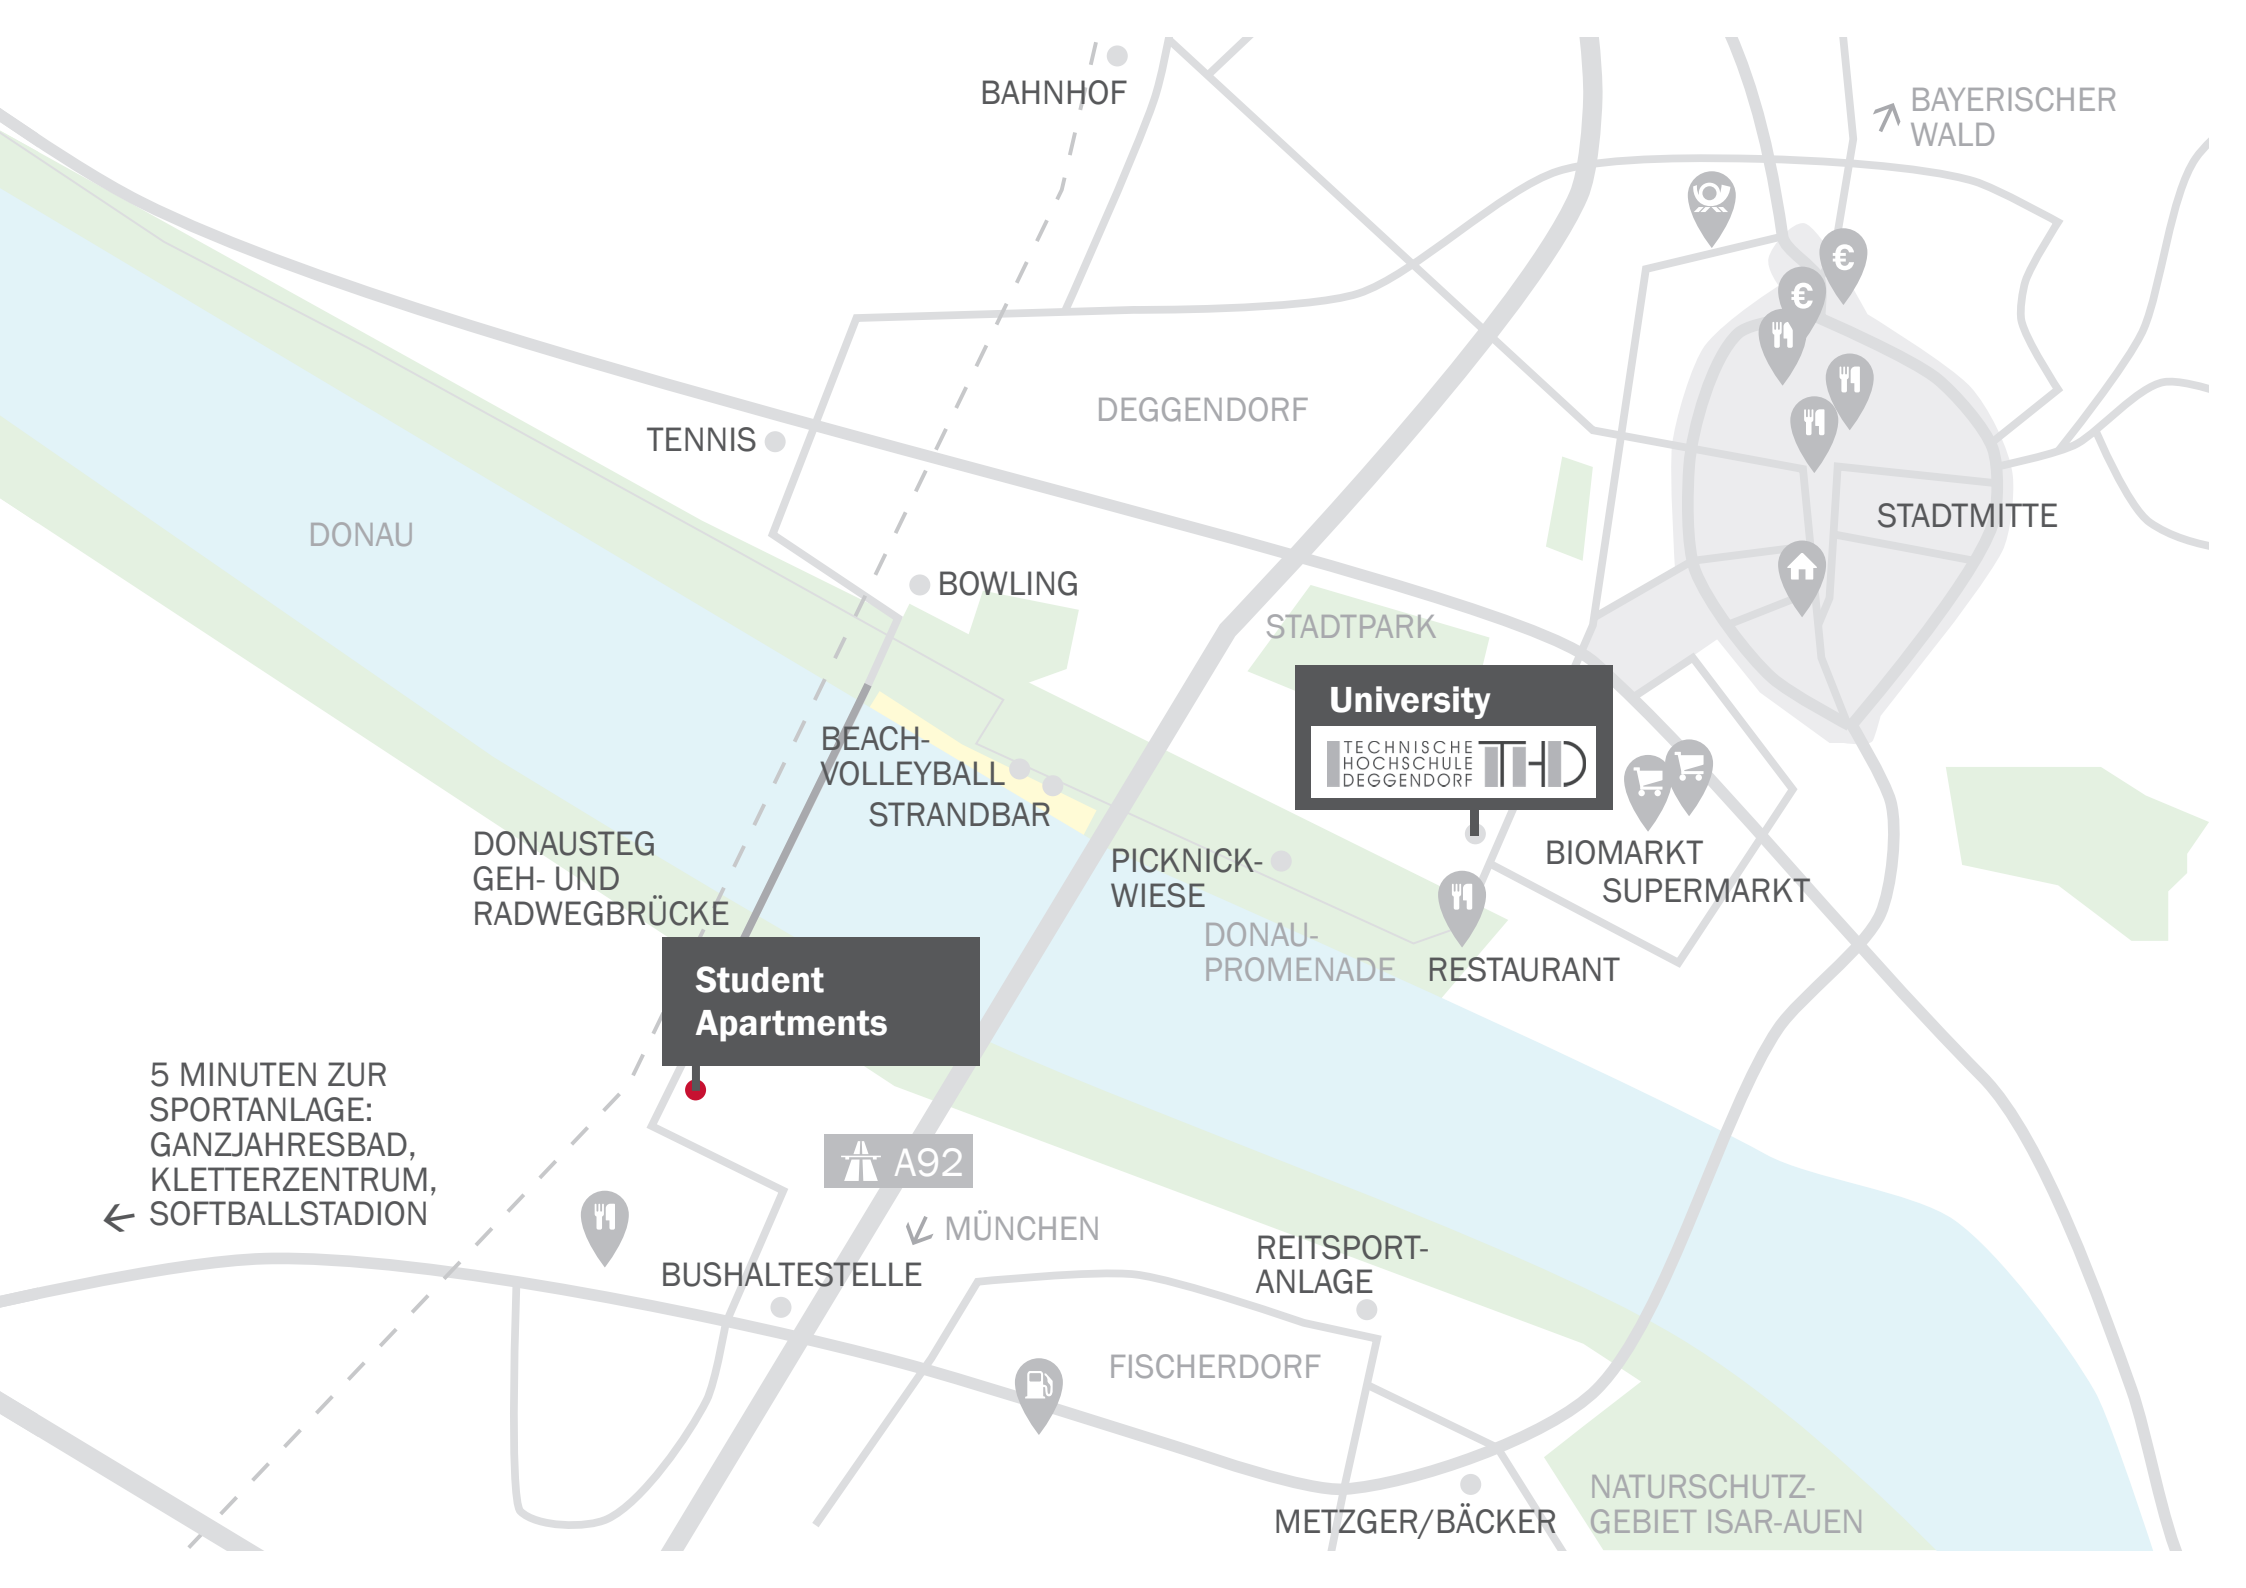 BAHNHOF
BAYERISCHER
WALD
€
€
DEGGENDORF
TENNIS
STADTMITTE
DONAU
BOWLING
STADTPARK
University
TECHNISCHE
HOCHSCHULE
DEGGENDORF
THD
BEACH-
VOLLEYBALL
STRANDBAR
DONAUSTEG
GEH- UND
RADWEGBRÜCKE
PICKNICK-
WIESE
BIOMARKT
SUPERMARKT
DONAU-
PROMENADE
RESTAURANT
Student
Apartments
5 MINUTEN ZUR
SPORTANLAGE:
GANZJAHRESBAD,
KLETTERZENTRUM,
SOFTBALLSTADION
A92
MÜNCHEN
BUSHALTESTELLE
REITSPORT-
ANLAGE
FISCHERDORF
METZGER/BÄCKER
NATURSCHUTZ-
GEBIET ISAR-AUEN